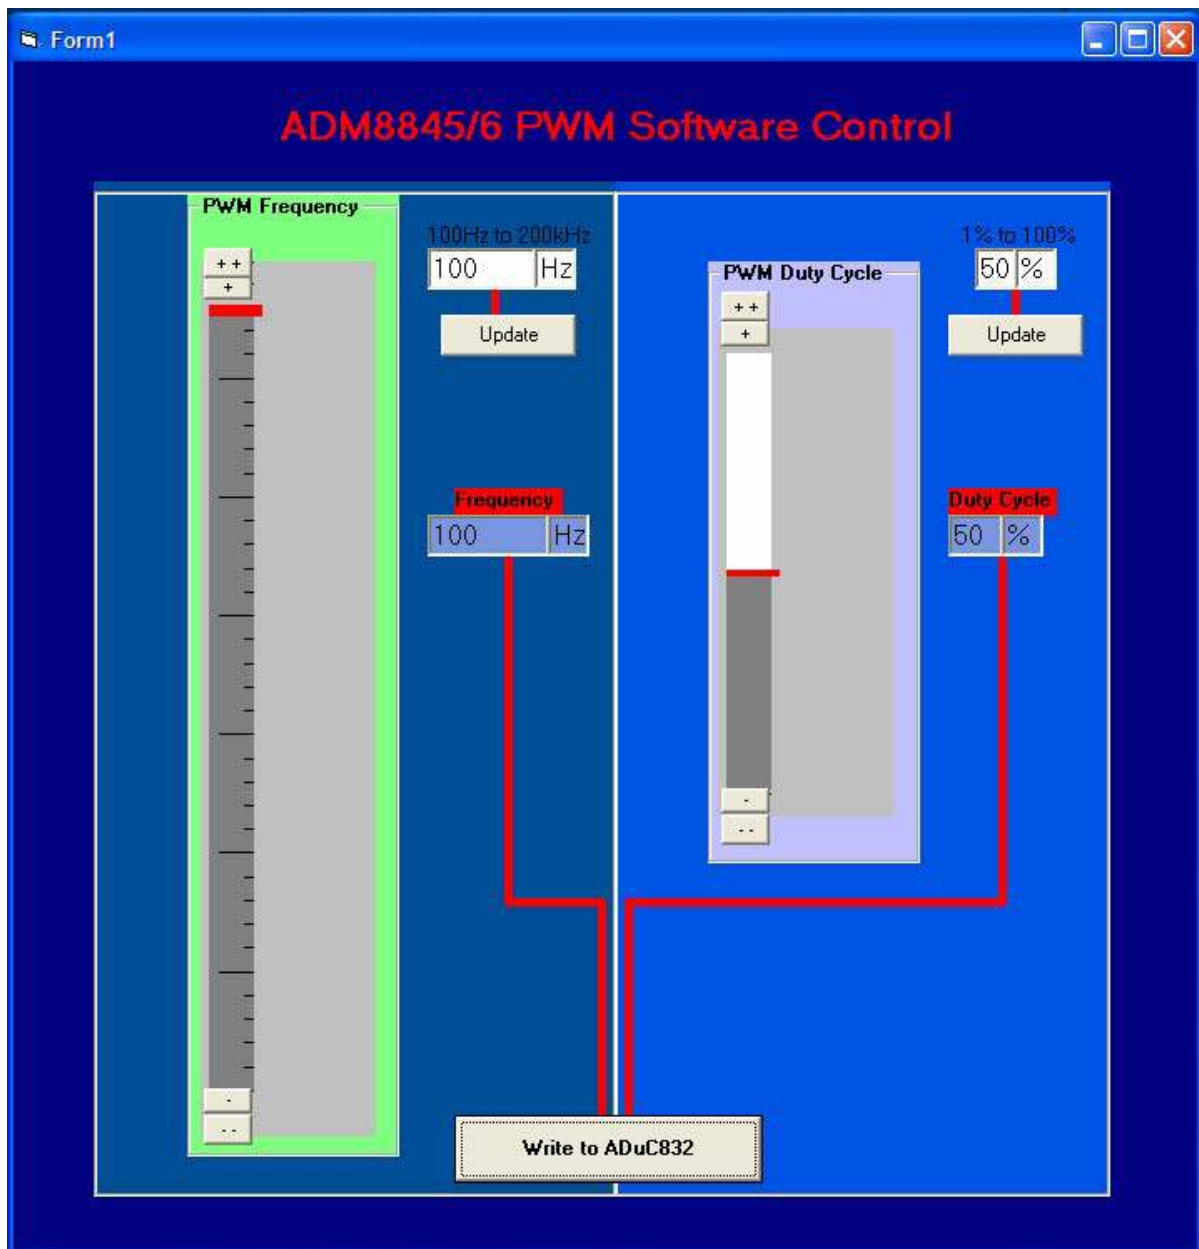 Form1
ADM8845/6 PWM Software Control
PWM Frequency
+ +
+
-
- -
100Hz to 200kHz
100 Hz
Update
Frequency
100 Hz
PWM Duty Cycle
+ +
+
-
- -
1% to 100%
50 %
Update
Duty Cycle
50 %
Write to ADuC832